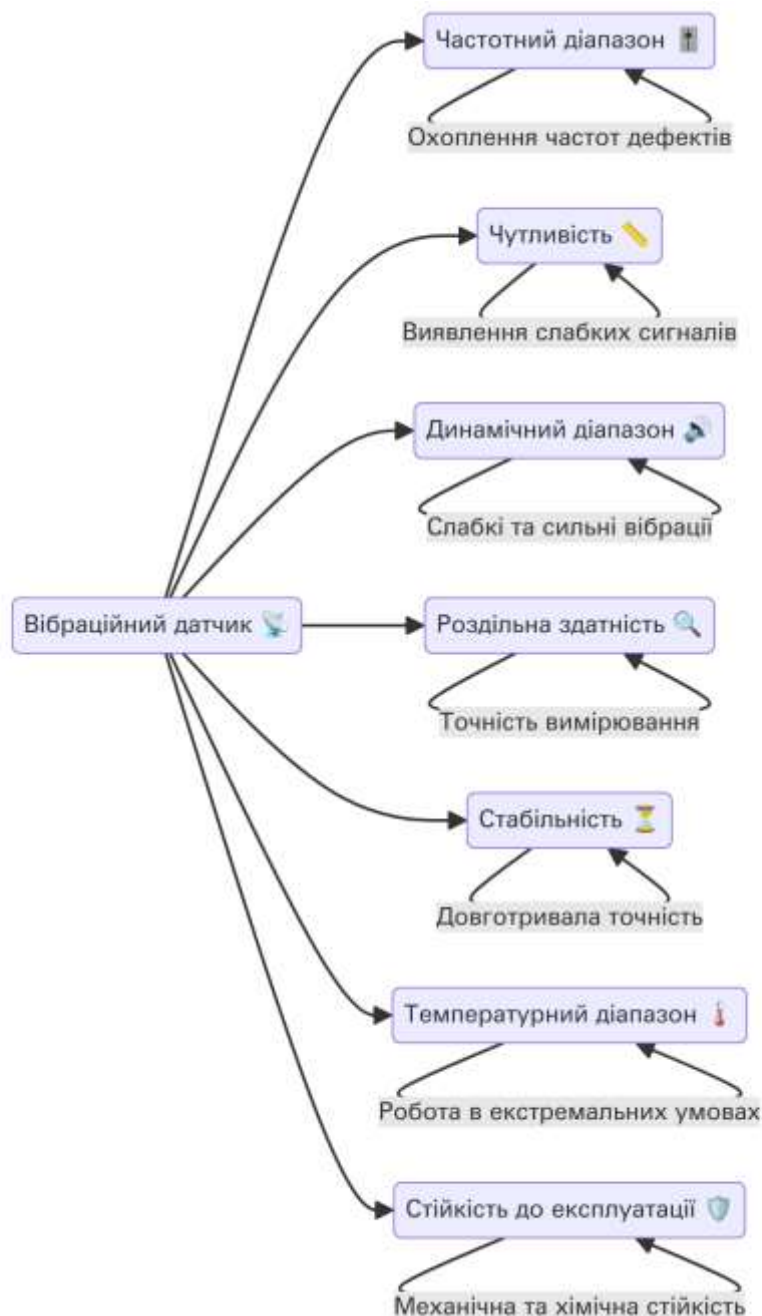 Частотний діапазон 🎚️
Охоплення частот дефектів
Чутливість 📏
Виявлення слабких сигналів
Динамічний діапазон 🔊
Слабкі та сильні вібрації
Вібраційний датчик 📡
Роздільна здатність 🔍
Точність вимірювання
Стабільність ⏳
Довготривала точність
Температурний діапазон 🌡️
Робота в екстремальних умовах
Стійкість до експлуатації 🛡️
Механічна та хімічна стійкість